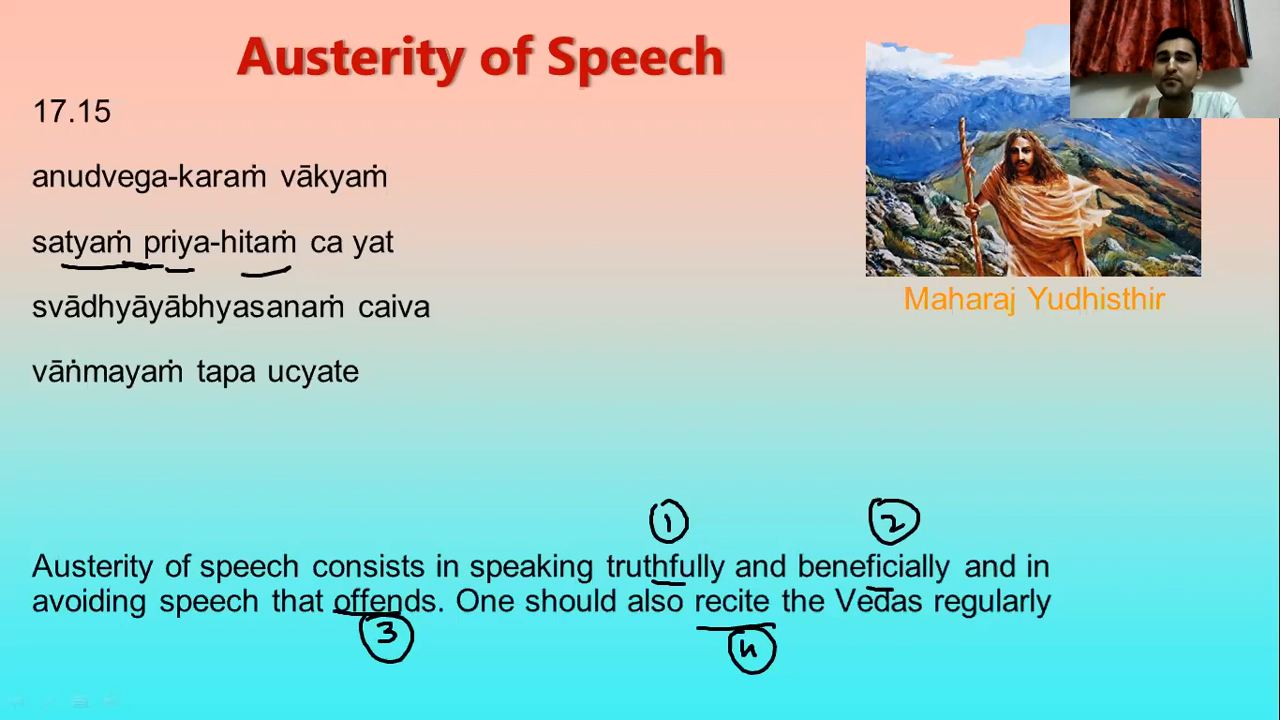 Austerity of Speech
17.15
anudvega-karaṁ vākyaṁ
satyaṁ priya-hitaṁ ca yat
svādhyāyābhyasanaṁ caiva
vāṅmayaṁ tapa ucyate
Maharaj Yudhisthir
1 2
Austerity of speech consists in speaking truthfully and beneficially and in
avoiding speech that offends. One should also recite the Vedas regularly
3 4